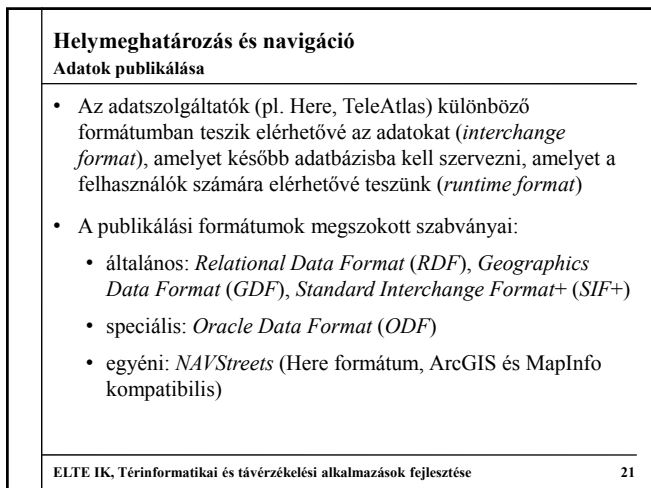 Helymeghatározás és navigáció
Adatok publikálása
• Az adatszolgáltatók (pl. Here, TeleAtlas) különböző
formátumban teszik elérhetővé az adatokat (interchange
format), amelyet később adatbázisba kell szervezni, amelyet a
felhasználók számára elérhetővé teszünk (runtime format)
• A publikálási formátumok megszokott szabványai:
• általános: Relational Data Format (RDF), Geographics
Data Format (GDF), Standard Interchange Format+ (SIF+)
• speciális: Oracle Data Format (ODF)
• egyéni: NAVStreets (Here formátum, ArcGIS és MapInfo
kompatibilis)
ELTE IK, Térinformatikai és távérzékelési alkalmazások fejlesztése 21